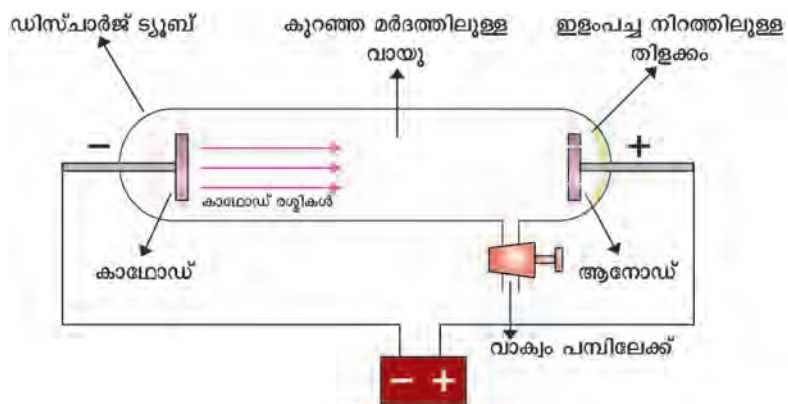 ഡിസ്ചാർജ് ട്യൂബ്
കുറഞ്ഞ മർദത്തിലുള്ള
വായു
ഇളംപച്ച നിറത്തിലുള്ള
തിളക്കം
−
+
കാഥോഡ് രശ്മികൾ
കാഥോഡ്
ആനോഡ്
വാക്വം പമ്പിലേക്ക്
− +